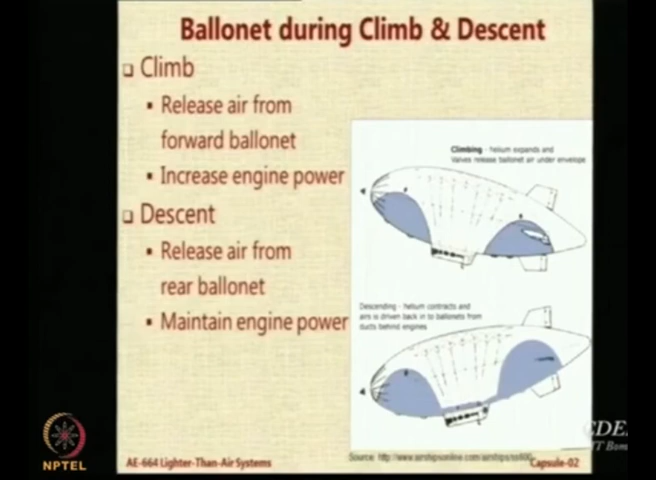 Ballonet during Climb & Descent
Climb
Release air from
forward ballonet
Increase engine power
Descent
Release air from
rear ballonet
Maintain engine power
Climbing - helium expands and
Valves release ballonet air under envelope
Descending - helium contracts and
air is driven back in to ballonets from
ducts behind engines
NPTEL
AE-664 Lighter-Than-Air Systems
Source: http://www.airshipsonline.com/airships/
Capsule-02
CDE
IT Bom